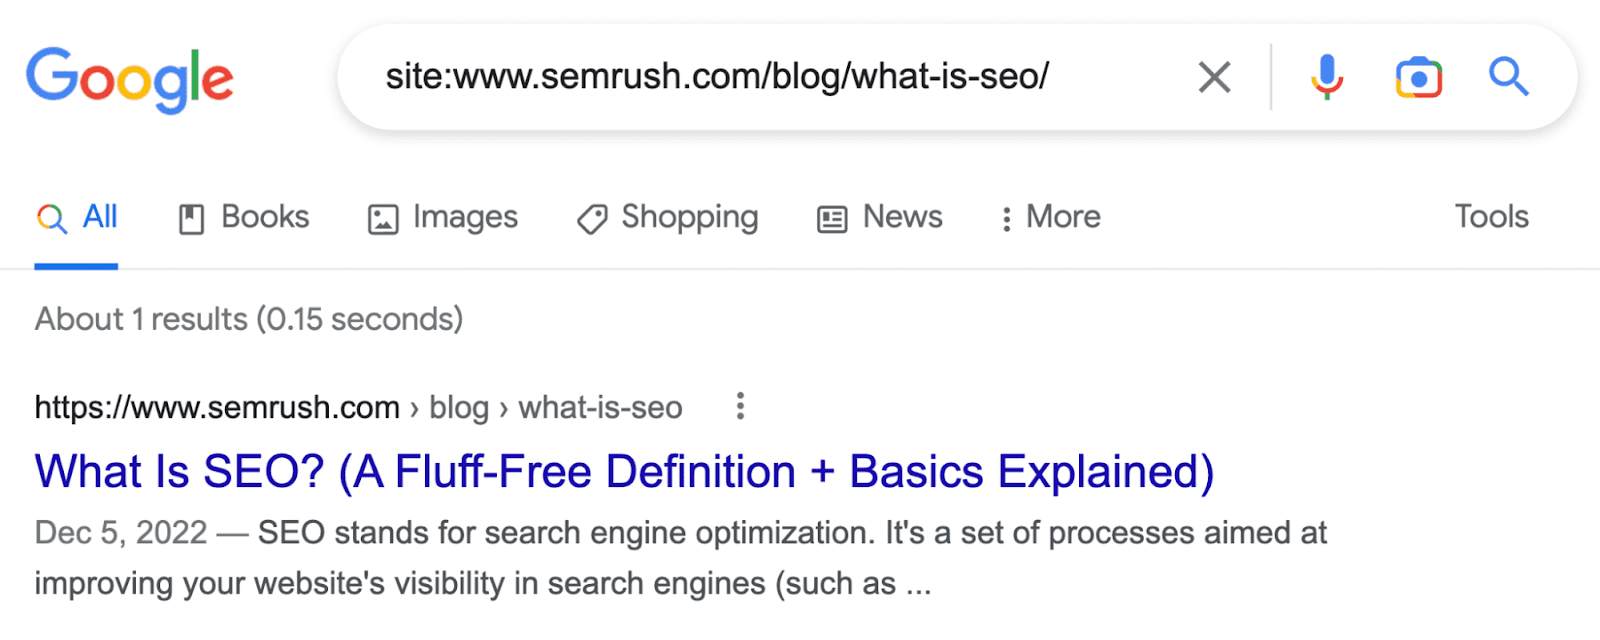 Google site:www.semrush.com/blog/what-is-seo/
All Books Images Shopping News More Tools
About 1 results (0.15 seconds)
https://www.semrush.com › blog › what-is-seo
What Is SEO? (A Fluff-Free Definition + Basics Explained)
Dec 5, 2022 — SEO stands for search engine optimization. It's a set of processes aimed at
improving your website's visibility in search engines (such as ...